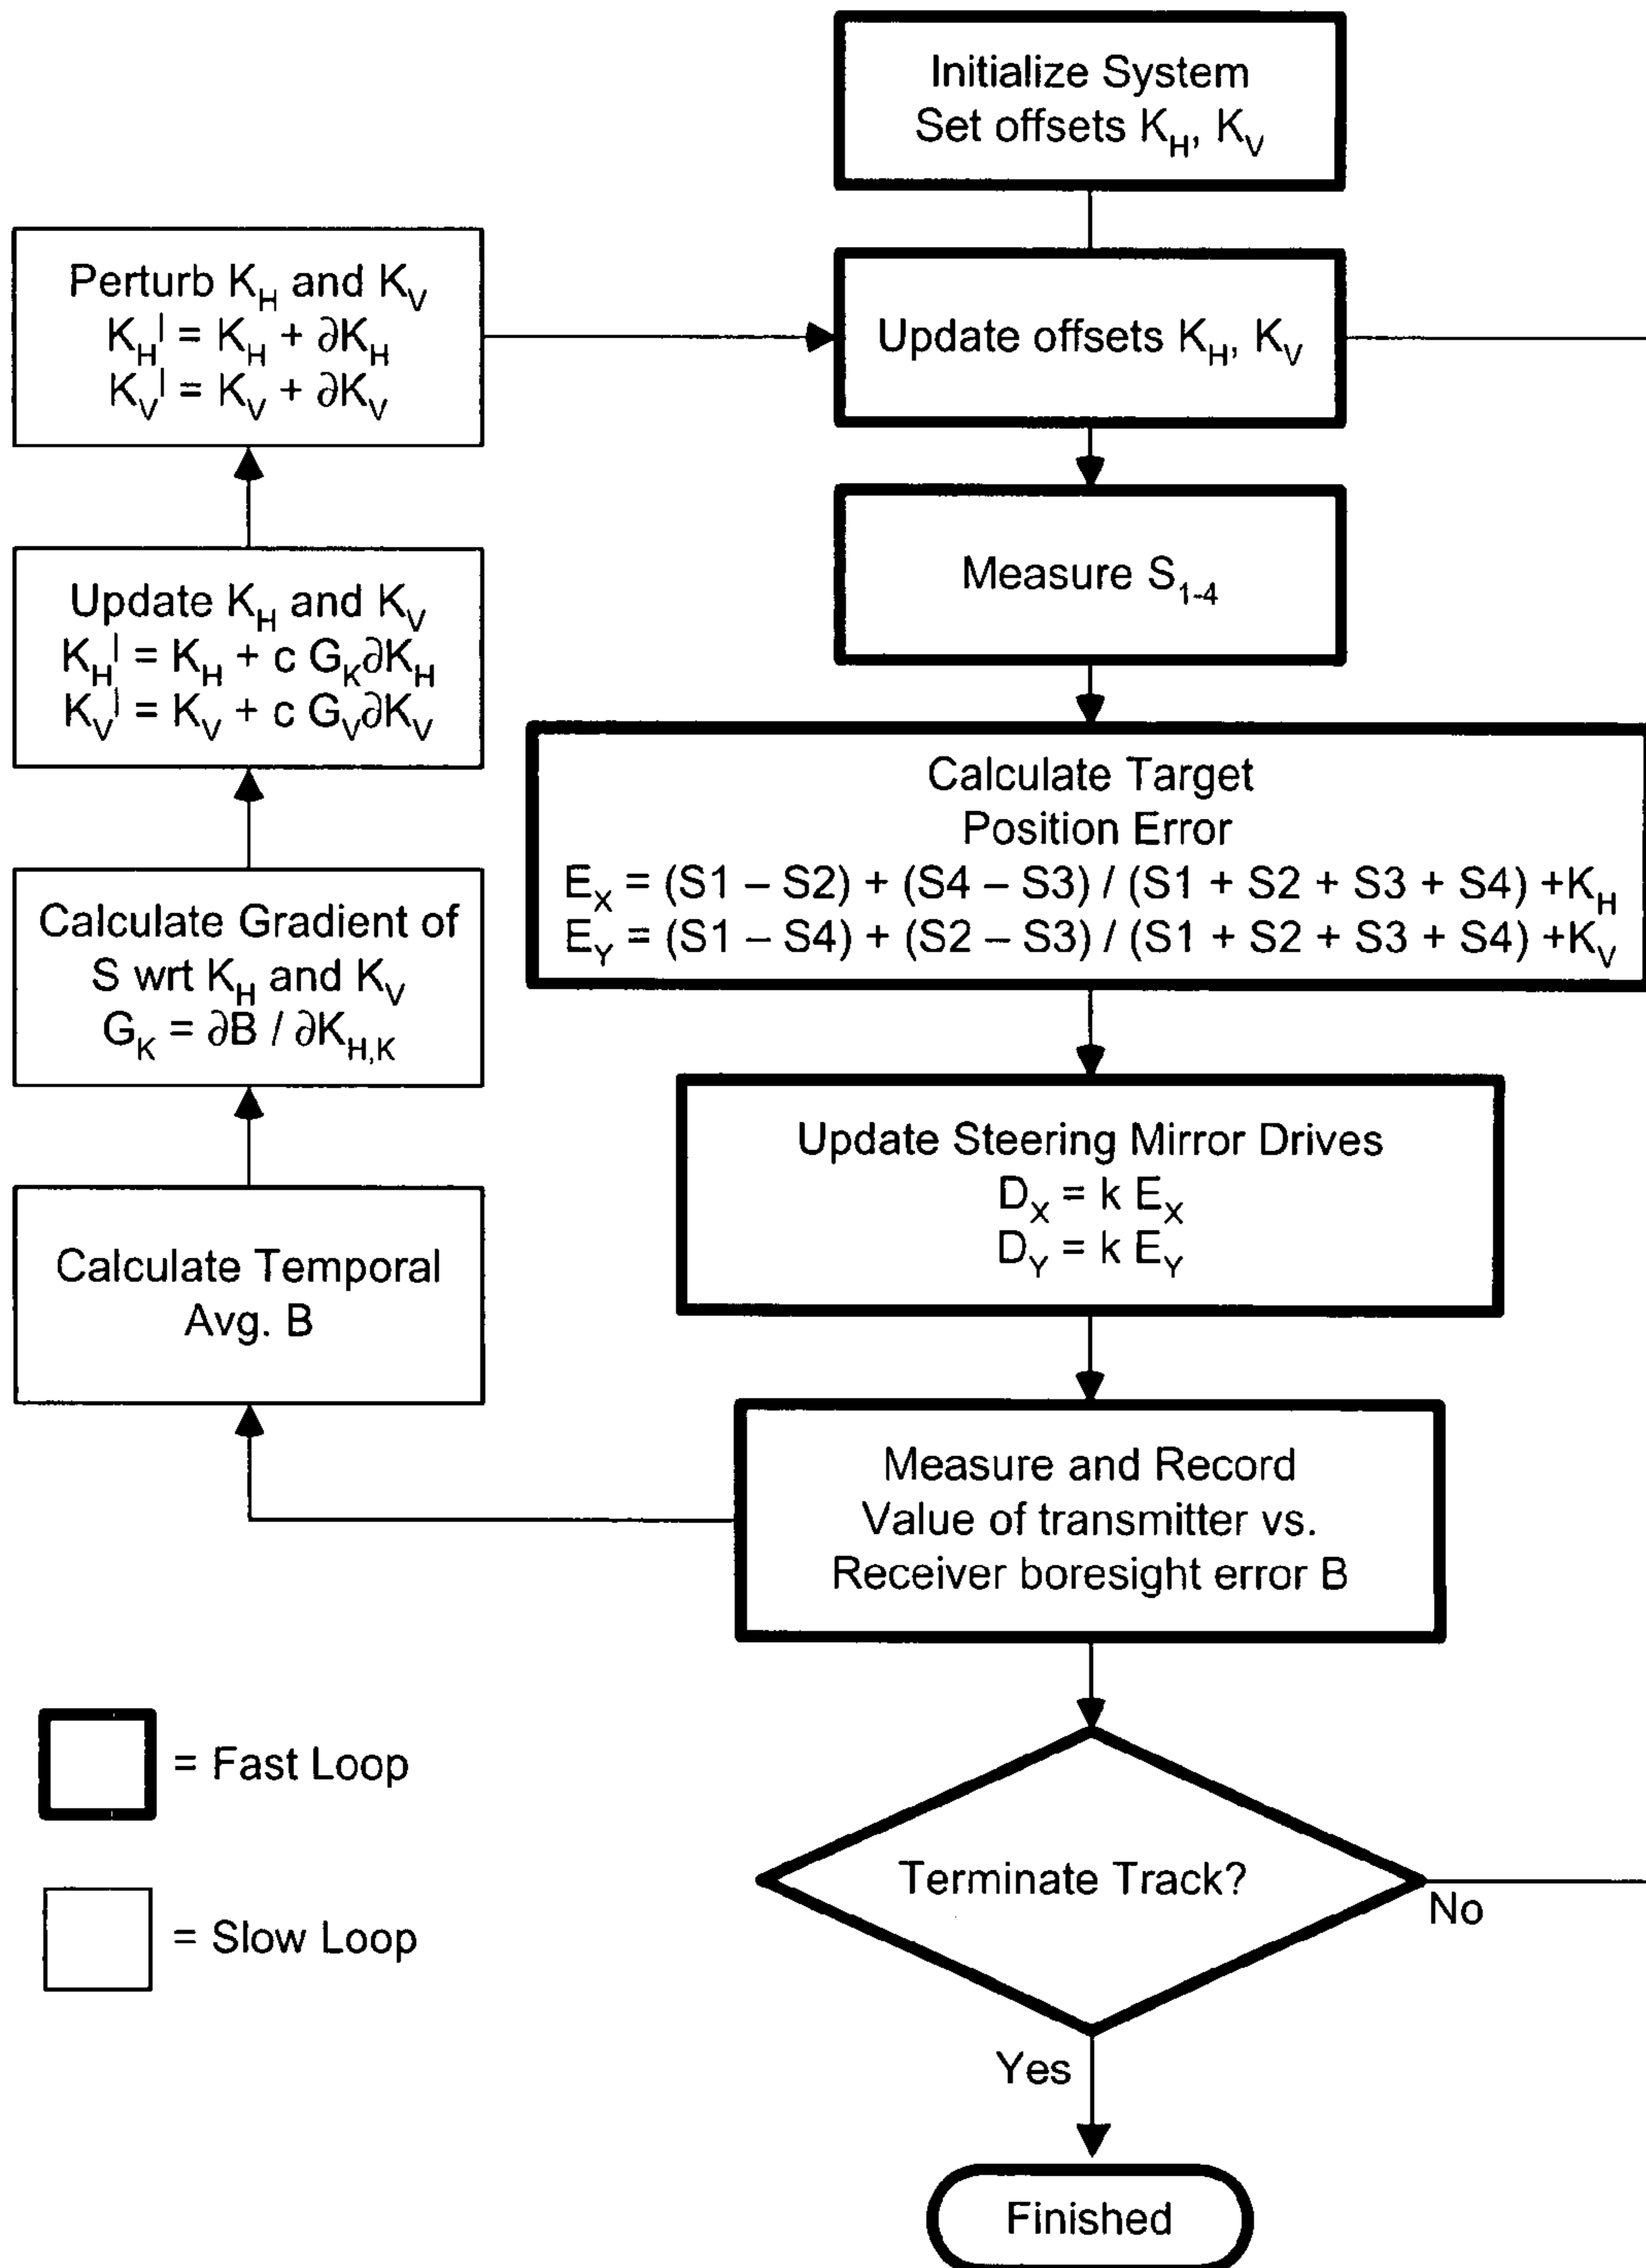 Initialize System
Set offsets K_H, K_V
Perturb K_H and K_V
K_H^| = K_H + ∂K_H
K_V^| = K_V + ∂K_V
Update offsets K_H, K_V
Measure S_1-4
Update K_H and K_V
K_H^| = K_H + c G_K∂K_H
K_V^| = K_V + c G_V∂K_V
Calculate Target
Position Error
E_X = (S1 – S2) + (S4 – S3) / (S1 + S2 + S3 + S4) +K_H
E_Y = (S1 – S4) + (S2 – S3) / (S1 + S2 + S3 + S4) +K_V
Calculate Gradient of
S wrt K_H and K_V
G_K = ∂B / ∂K_H,K
Update Steering Mirror Drives
D_X = k E_X
D_Y = k E_Y
Calculate Temporal
Avg. B
Measure and Record
Value of transmitter vs.
Receiver boresight error B
= Fast Loop
= Slow Loop
Terminate Track?
No
Yes
Finished